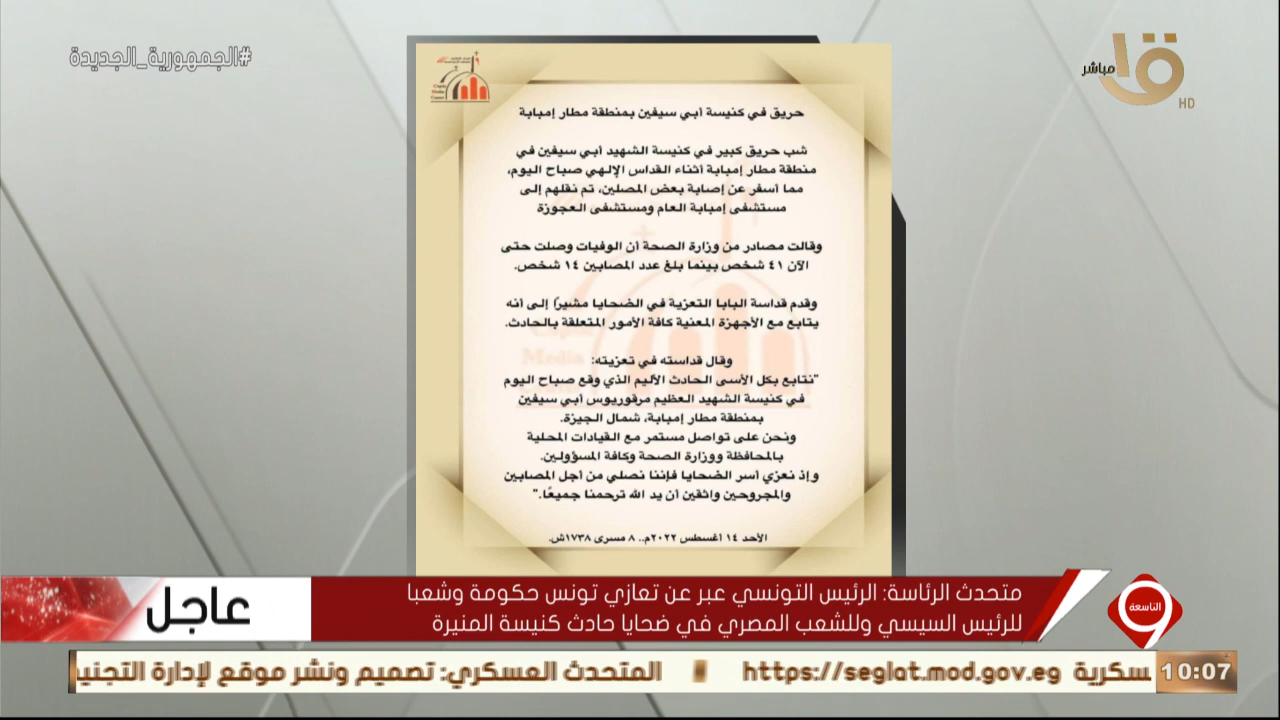 #الجمهورية_الجديدة
مباشر
HD
Coptic
Media
Center
حريق في كنيسة أبي سيفين بمنطقة مطار إمبابة
شب حريق كبير في كنيسة الشهيد أبي سيفين في
منطقة مطار إمبابة أثناء القداس الإلهي صباح اليوم،
مما أسفر عن إصابة بعض المصلين، تم نقلهم إلى
مستشفى إمبابة العام ومستشفى العجوزة
وقالت مصادر من وزارة الصحة أن الوفيات وصلت حتى
الآن ٤١ شخص بينما بلغ عدد المصابين ١٤ شخص.
وقدم قداسة البابا التعزية في الضحايا مشيرًا إلى أنه
يتابع مع الأجهزة المعنية كافة الأمور المتعلقة بالحادث.
وقال قداسته في تعزيته:
"نتابع بكل الأسى الحادث الأليم الذي وقع صباح اليوم
في كنيسة الشهيد العظيم مرقوريوس أبي سيفين
بمنطقة مطار إمبابة، شمال الجيزة.
ونحن على تواصل مستمر مع القيادات المحلية
بالمحافظة ووزارة الصحة وكافة المسؤولين.
وإذ نعزي أسر الضحايا فإننا نصلي من أجل المصابين
والمجروحين واثقين أن يد الله ترحمنا جميعًا."
الأحد ١٤ أغسطس ٢٠٢٢م.. ٨ مسرى ١٧٣٨ش.
متحدث الرئاسة: الرئيس التونسي عبر عن تعازي تونس حكومة وشعبا
للرئيس السيسي وللشعب المصري في ضحايا حادث كنيسة المنيرة
عاجل
التاسعة
9
سكرية https://seglat.mod.gov.eg المتحدث العسكري: تصميم ونشر موقع لإدارة التجني
10:07